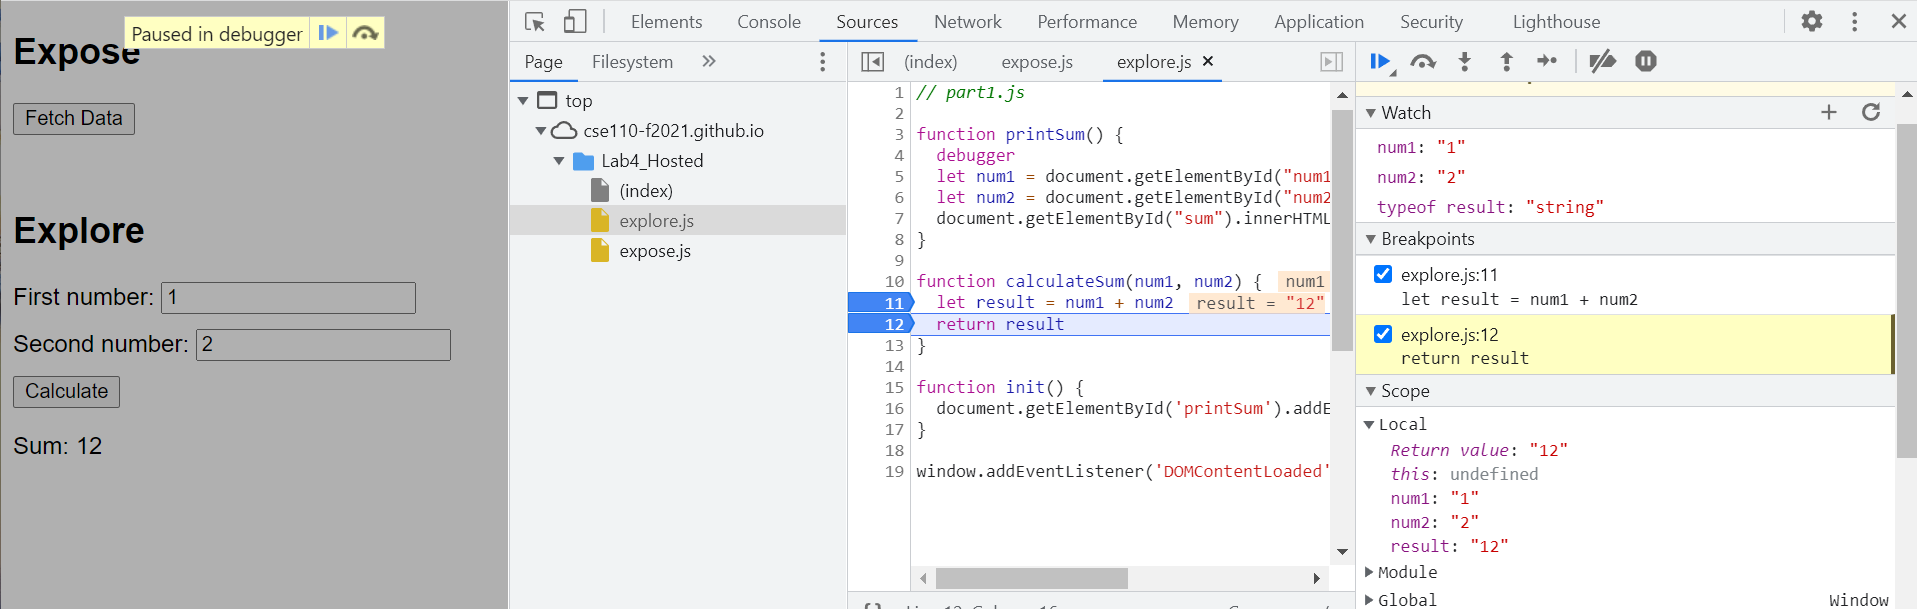 Paused in debugger
Expose
Fetch Data
Explore
First number: 1
Second number: 2
Calculate
Sum: 12
Elements Console Sources Network Performance Memory Application Security Lighthouse
Page Filesystem »
top
cse110-f2021.github.io
Lab4_Hosted
(index)
explore.js
expose.js
(index) expose.js explore.js ×
1 // part1.js
2
3 function printSum() {
4 debugger
5 let num1 = document.getElementById("num1
6 let num2 = document.getElementById("num2
7 document.getElementById("sum").innerHTML
8 }
9
10 function calculateSum(num1, num2) { num1
11 let result = num1 + num2 result = "12"
12 return result
13 }
14
15 function init() {
16 document.getElementById('printSum').addE
17 }
18
19 window.addEventListener('DOMContentLoaded'
Watch
num1: "1"
num2: "2"
typeof result: "string"
Breakpoints
explore.js:11
let result = num1 + num2
explore.js:12
return result
Scope
Local
Return value: "12"
this: undefined
num1: "1"
num2: "2"
result: "12"
Module
Global Window